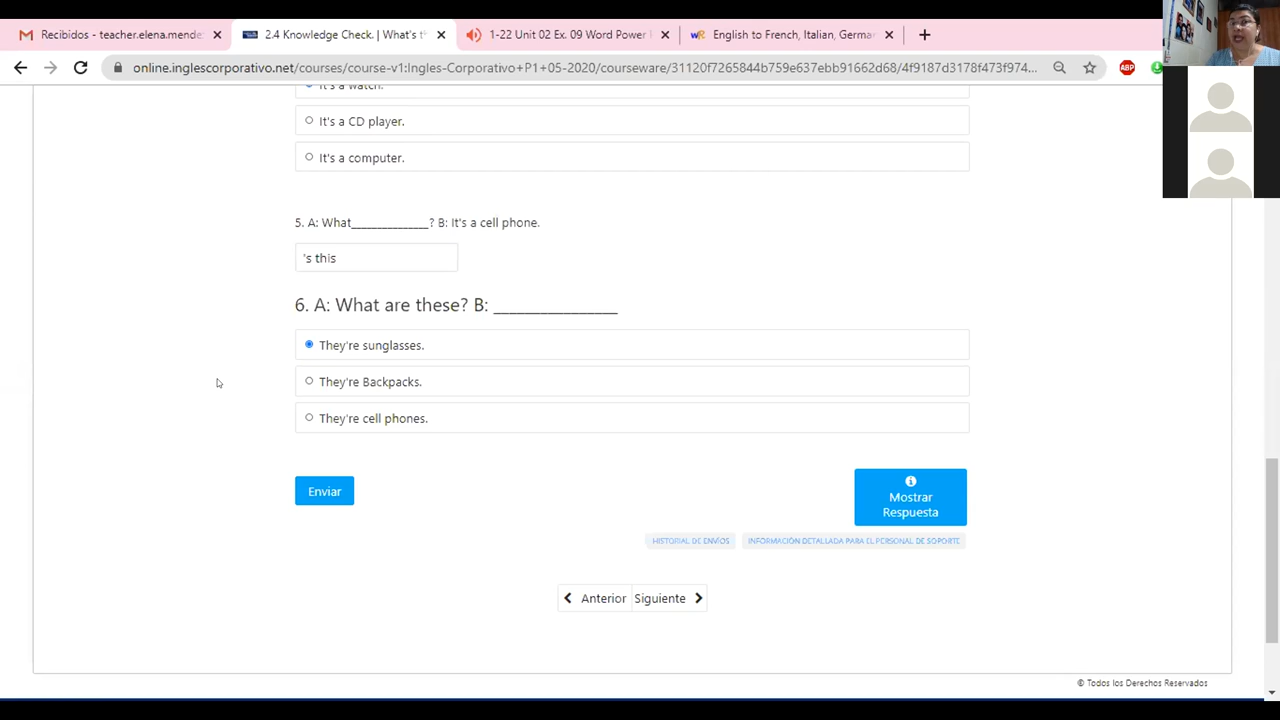 Recibidos - teacher.elena.mende
2.4 Knowledge Check. | What's t
1-22 Unit 02 Ex. 09 Word Power
English to French, Italian, Germa
online.inglescorporativo.net/courses/course-v1:Ingles-Corporativo+P1+05-2020/courseware/31120f7265844b759e637ebb91662d68/4f9187d3178f473f974...
ABP
It's a watch.
It's a CD player.
It's a computer.
5. A: What______________? B: It's a cell phone.
's this
6. A: What are these? B: ______________
They're sunglasses.
They're Backpacks.
They're cell phones.
Enviar
Mostrar
Respuesta
HISTORIAL DE ENVÍOS
INFORMACIÓN DETALLADA PARA EL PERSONAL DE SOPORTE
Anterior
Siguiente
© Todos los Derechos Reservados